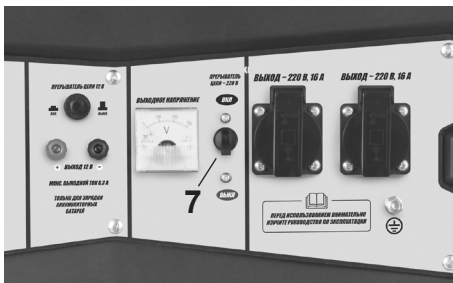 ПРЕРЫВАТЕЛЬ ЦЕПИ 12 В
ВКЛ
ВЫКЛ
+ ВЫХОД 12 В -
МАКС. ВЫХОДНОЙ ТОК 8,3 А
ТОЛЬКО ДЛЯ ЗАРЯДКИ
АККУМУЛЯТОРНЫХ
БАТАРЕЙ
ВЫХОДНОЕ НАПРЯЖЕНИЕ
V
ПРЕРЫВАТЕЛЬ
ЦЕПИ ~ 220 В
ВКЛ
ВЫКЛ
7
ВЫХОД ~ 220 В, 16 А
ВЫХОД ~ 220 В, 16 А
ПЕРЕД ИСПОЛЬЗОВАНИЕМ ВНИМАТЕЛЬНО
ИЗУЧИТЕ РУКОВОДСТВО ПО ЭКСПЛУАТАЦИИ